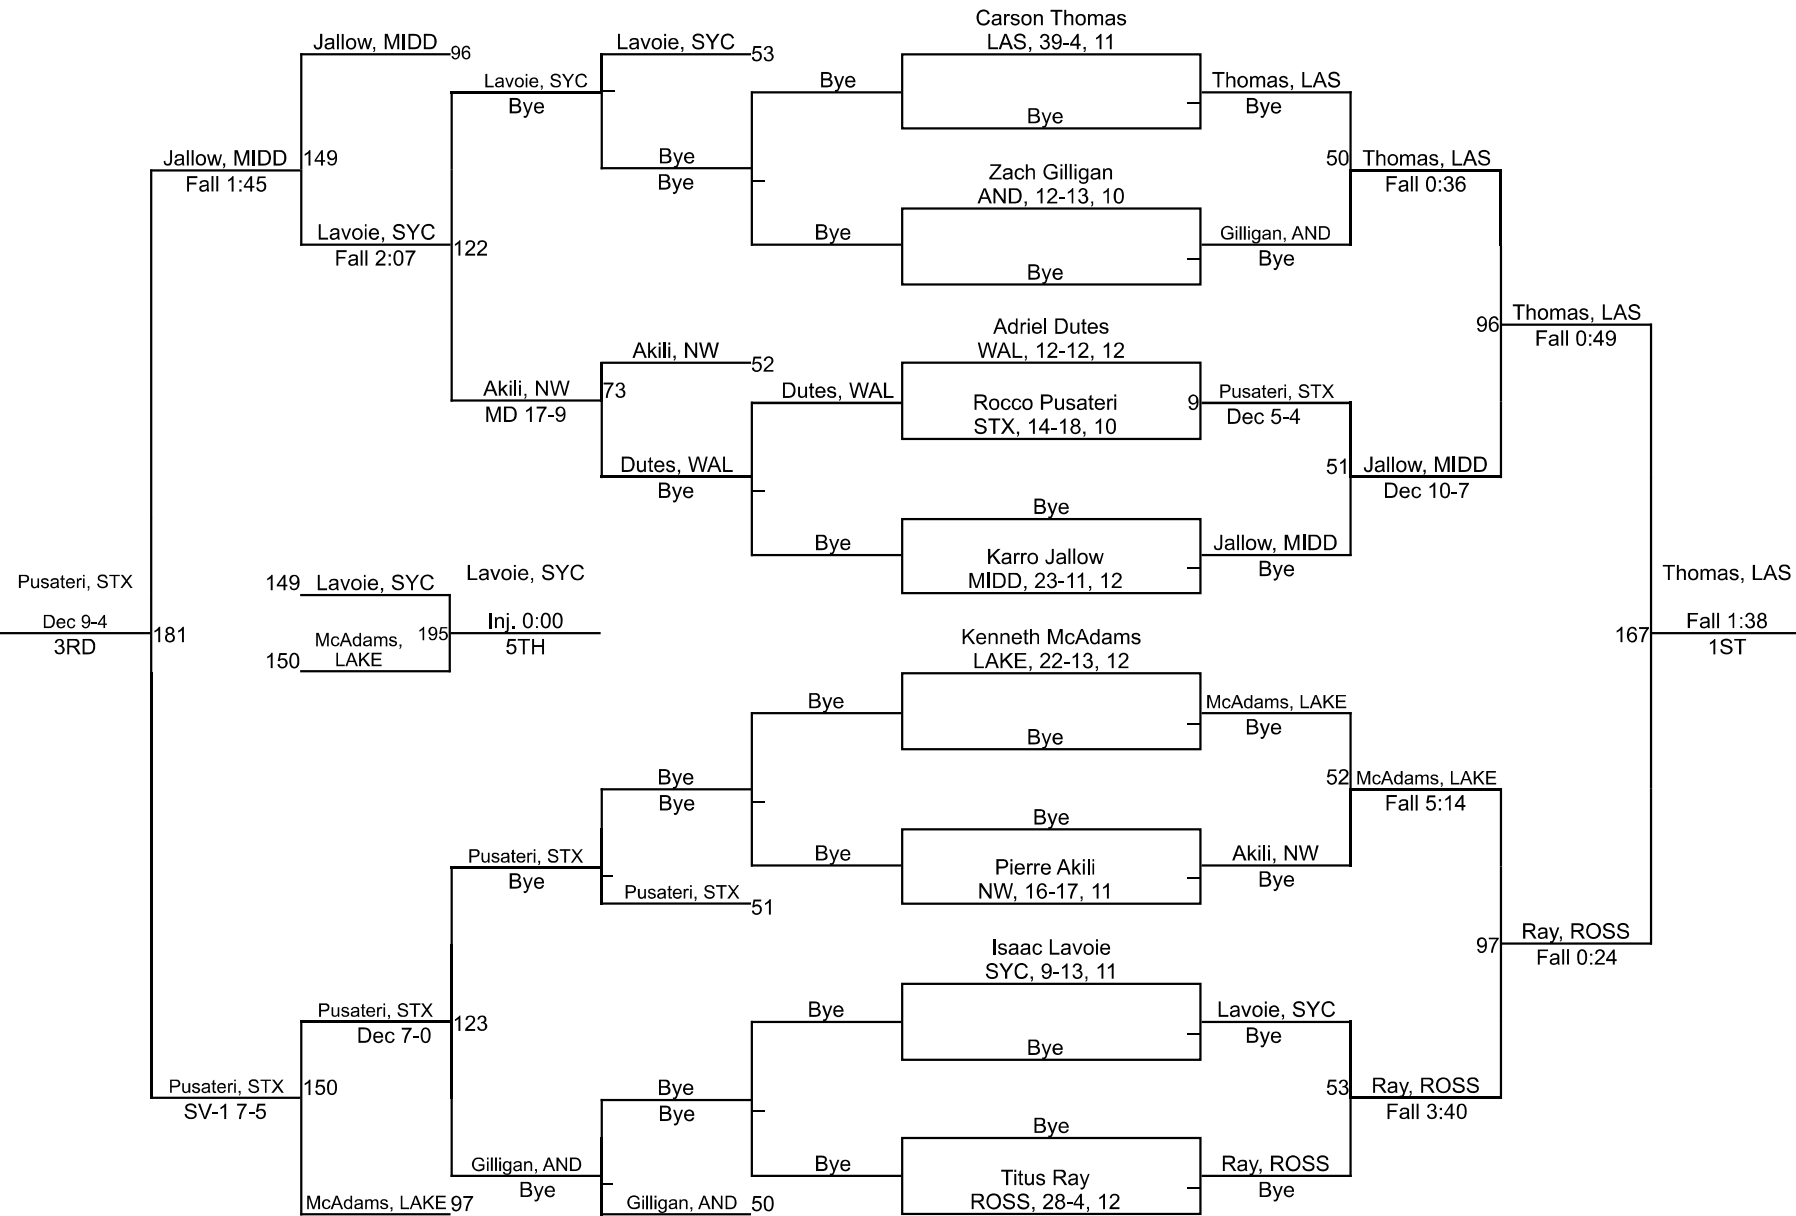 Carson Thomas
LAS, 39-4, 11
Jallow, MIDD
96
Lavoie, SYC
53
Lavoie, SYC
Bye
Bye
Bye
Thomas, LAS
Bye
Jallow, MIDD
149
Fall 1:45
Bye
Bye
Zach Gilligan
AND, 12-13, 10
50
Thomas, LAS
Fall 0:36
Lavoie, SYC
Fall 2:07
122
Bye
Bye
Gilligan, AND
Bye
Adriel Dutes
WAL, 12-12, 12
96
Thomas, LAS
Fall 0:49
Akili, NW
52
Akili, NW
73
MD 17-9
Dutes, WAL
Rocco Pusateri
STX, 14-18, 10
9
Pusateri, STX
Dec 5-4
Dutes, WAL
Bye
51
Jallow, MIDD
Dec 10-7
Bye
Bye
Karro Jallow
MIDD, 23-11, 12
Jallow, MIDD
Bye
Pusateri, STX
Dec 9-4
3RD
181
149
Lavoie, SYC
Lavoie, SYC
McAdams,
LAKE
150
195
Inj. 0:00
5TH
Thomas, LAS
167
Fall 1:38
1ST
Kenneth McAdams
LAKE, 22-13, 12
Bye
Bye
McAdams, LAKE
Bye
Bye
Bye
52
McAdams, LAKE
Fall 5:14
Pusateri, STX
Bye
Bye
Bye
Pierre Akili
NW, 16-17, 11
Akili, NW
Bye
Pusateri, STX
51
Isaac Lavoie
SYC, 9-13, 11
97
Ray, ROSS
Fall 0:24
Pusateri, STX
Dec 7-0
123
Bye
Bye
Lavoie, SYC
Bye
Pusateri, STX
150
SV-1 7-5
Bye
Bye
53
Ray, ROSS
Fall 3:40
Gilligan, AND
Bye
Bye
Bye
Titus Ray
ROSS, 28-4, 12
Ray, ROSS
Bye
McAdams, LAKE
97
Gilligan, AND
50